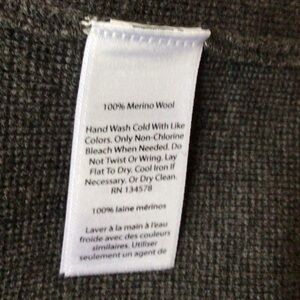 100% Merino Wool
Hand Wash Cold With Like
Colors. Only Non-Chlorine
Bleach When Needed. Do
Not Twist Or Wring. Lay
Flat To Dry. Cool Iron if
Necessary. Or Dry Clean.
RN 134578
100% laine mérinos
Laver à la main à l'eau
froide avec des couleurs
similaires. Utiliser
seulement un agent de